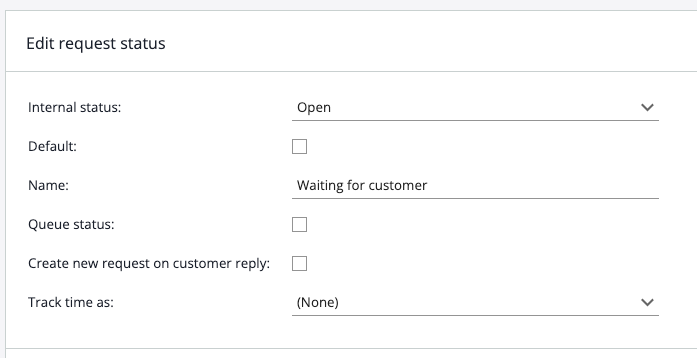 Edit request status
Internal status: Open
Default:
Name: Waiting for customer
Queue status:
Create new request on customer reply:
Track time as: (None)